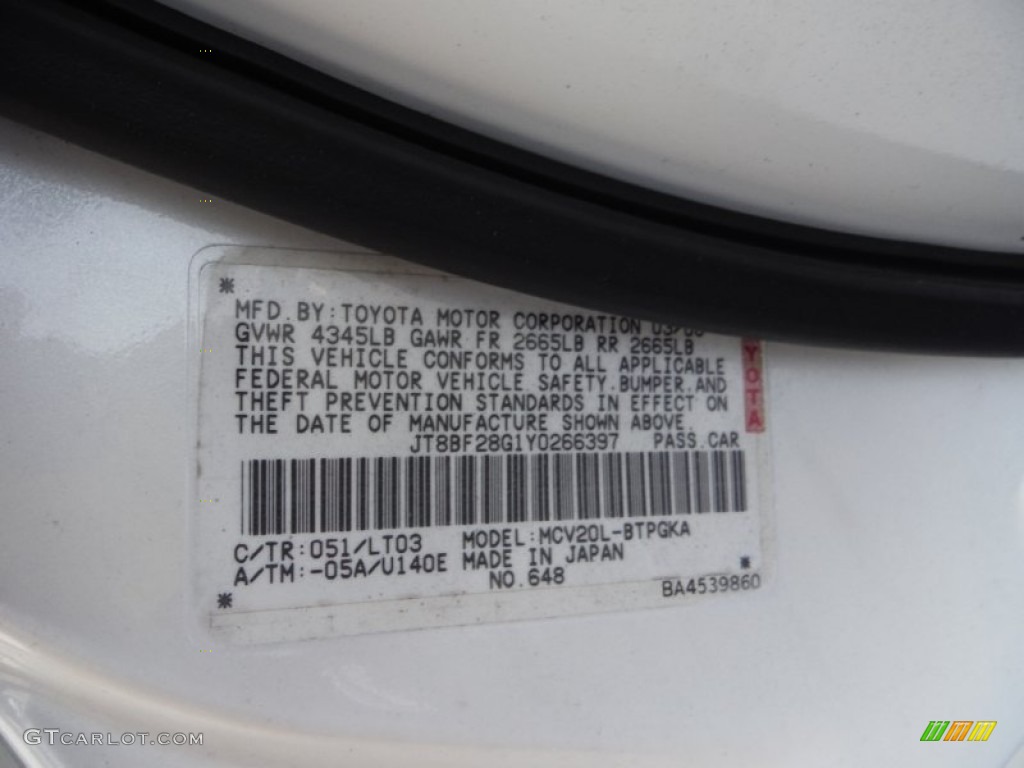 MFD. BY: TOYOTA MOTOR CORPORATION
GVWR 4345LB GAWR FR 2665LB RR 2665LB
THIS VEHICLE CONFORMS TO ALL APPLICABLE
FEDERAL MOTOR VEHICLE SAFETY, BUMPER, AND
THEFT PREVENTION STANDARDS IN EFFECT ON
THE DATE OF MANUFACTURE SHOWN ABOVE.
JT8BF28G1Y0266397 PASS. CAR
C/TR: 051/LT03 MODEL: MCV20L-BTPGKA
A/TM: -05A/U140E MADE IN JAPAN
NO. 648
BA4539860
YOTA
GTCarLot.com